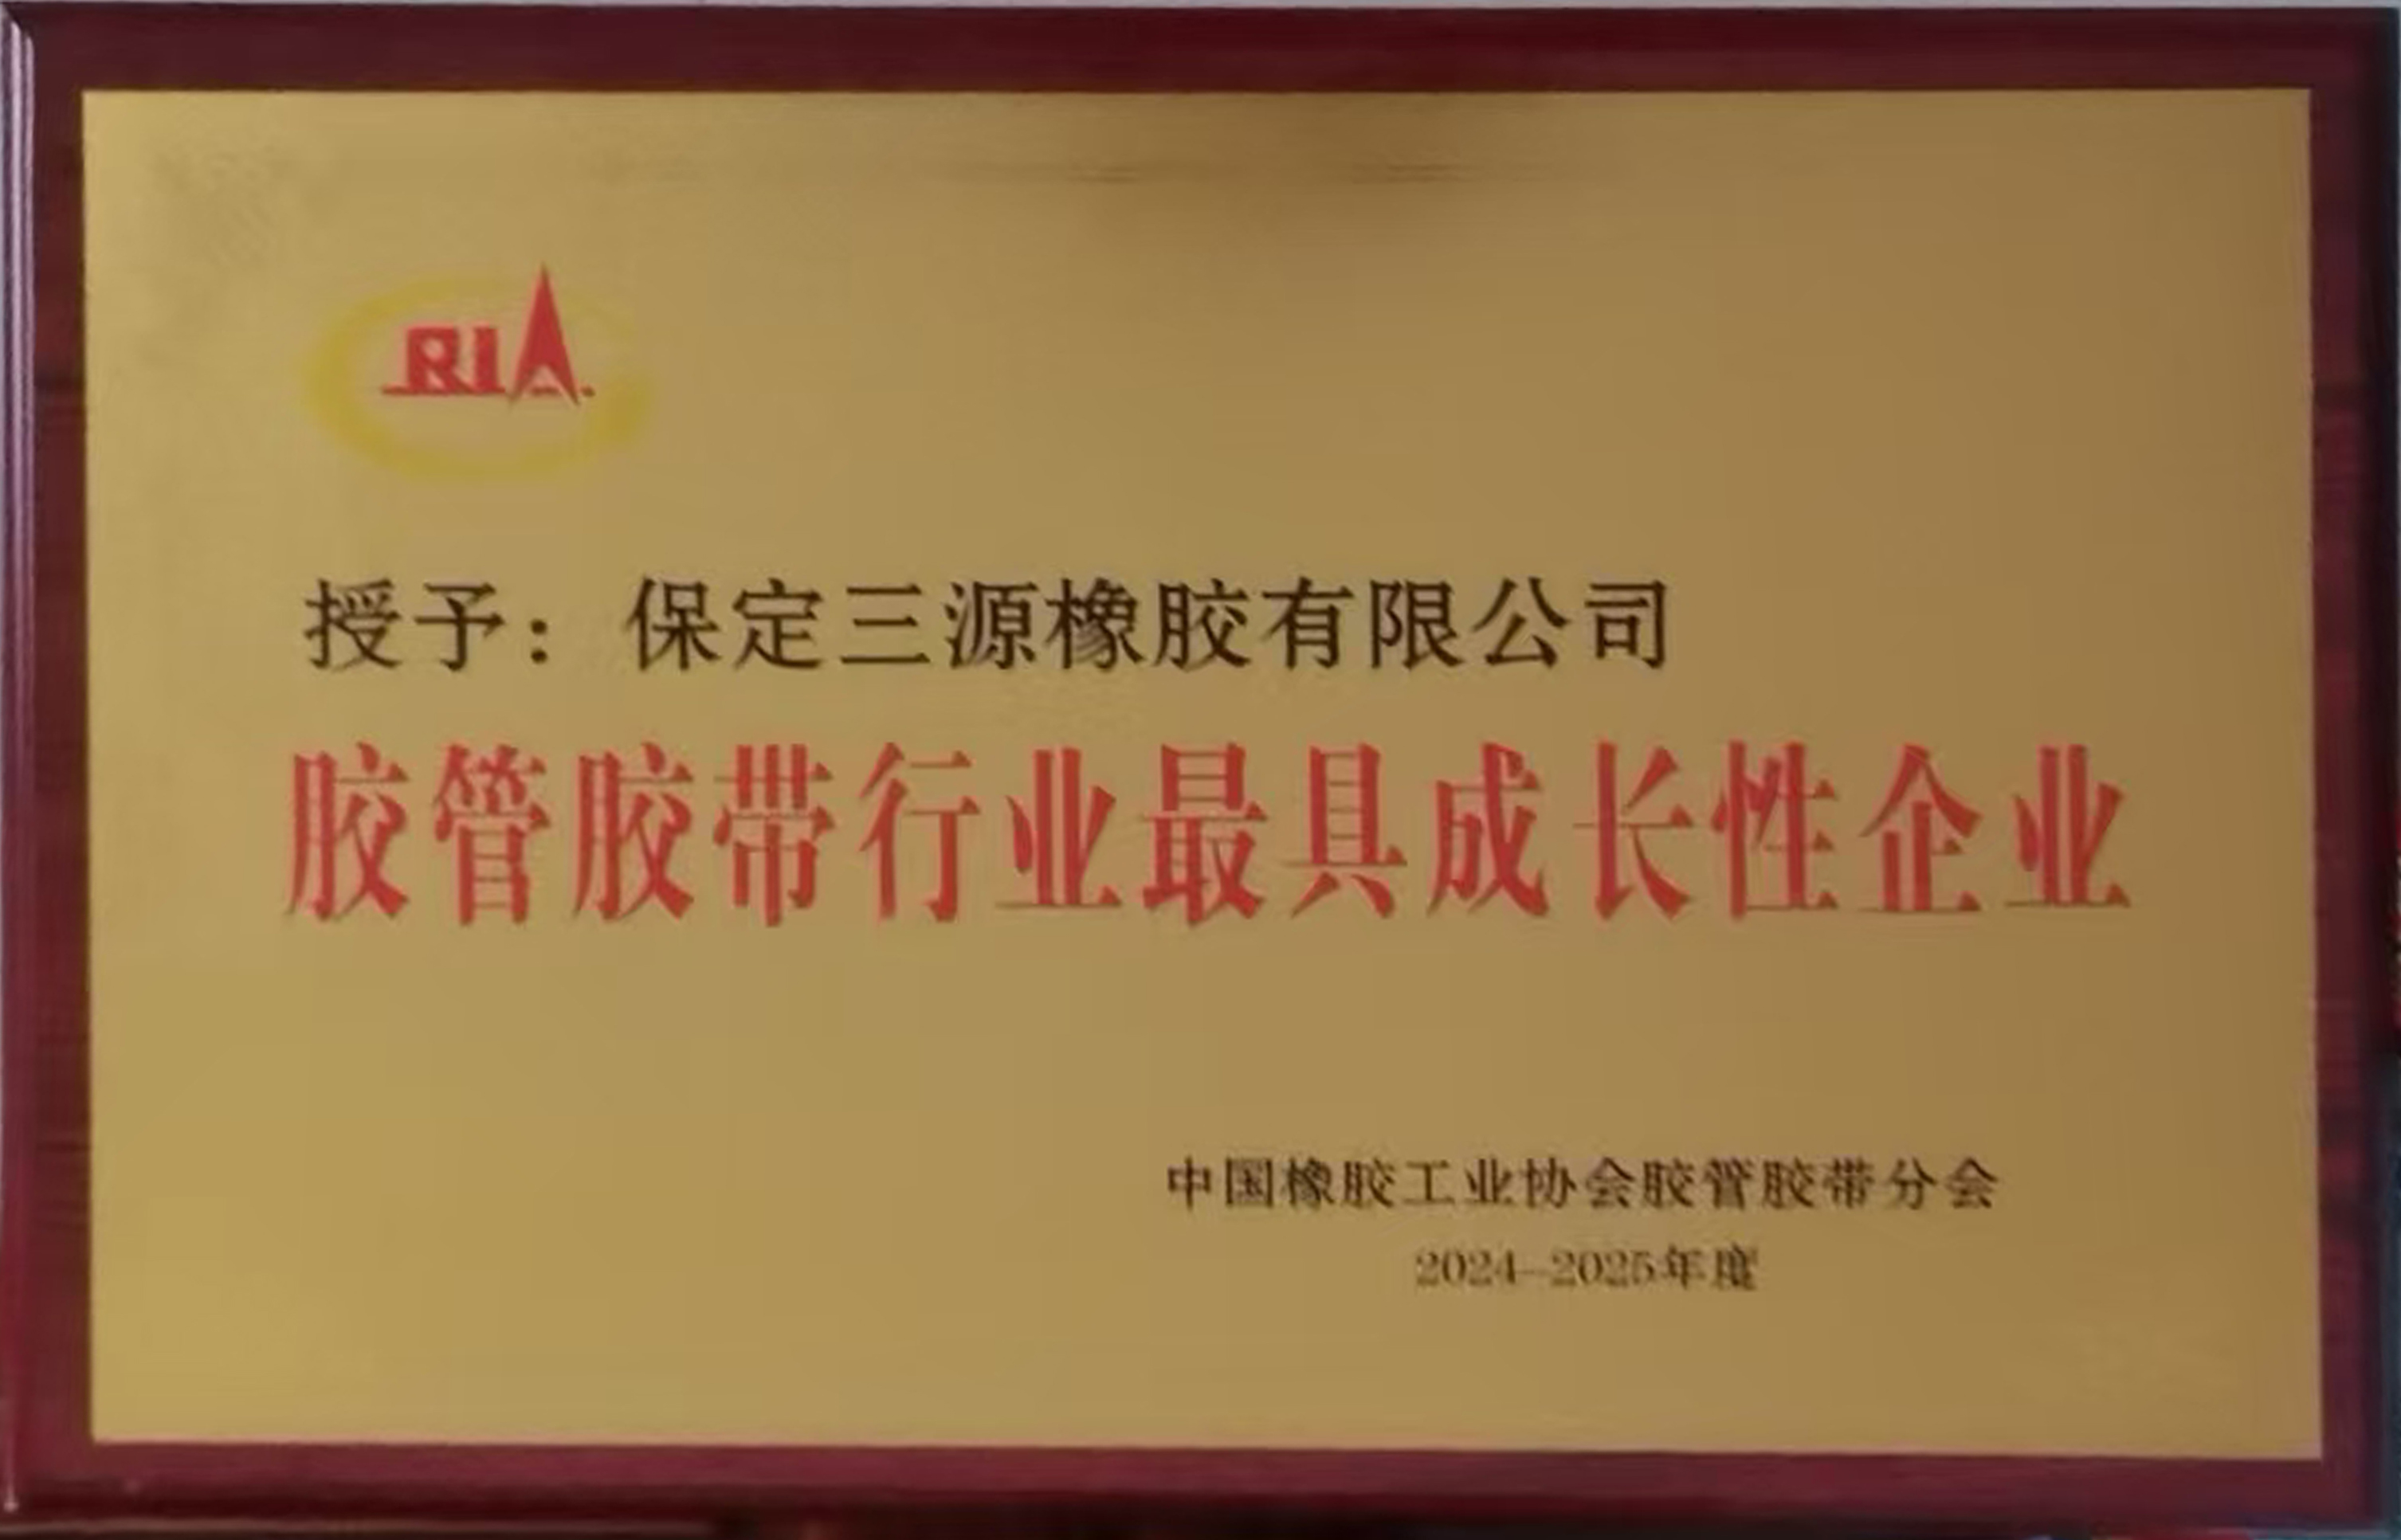 RIA
授予：保定三源橡胶有限公司
胶管胶带行业最具成长性企业
中国橡胶工业协会胶管胶带分会
2024-2025年度